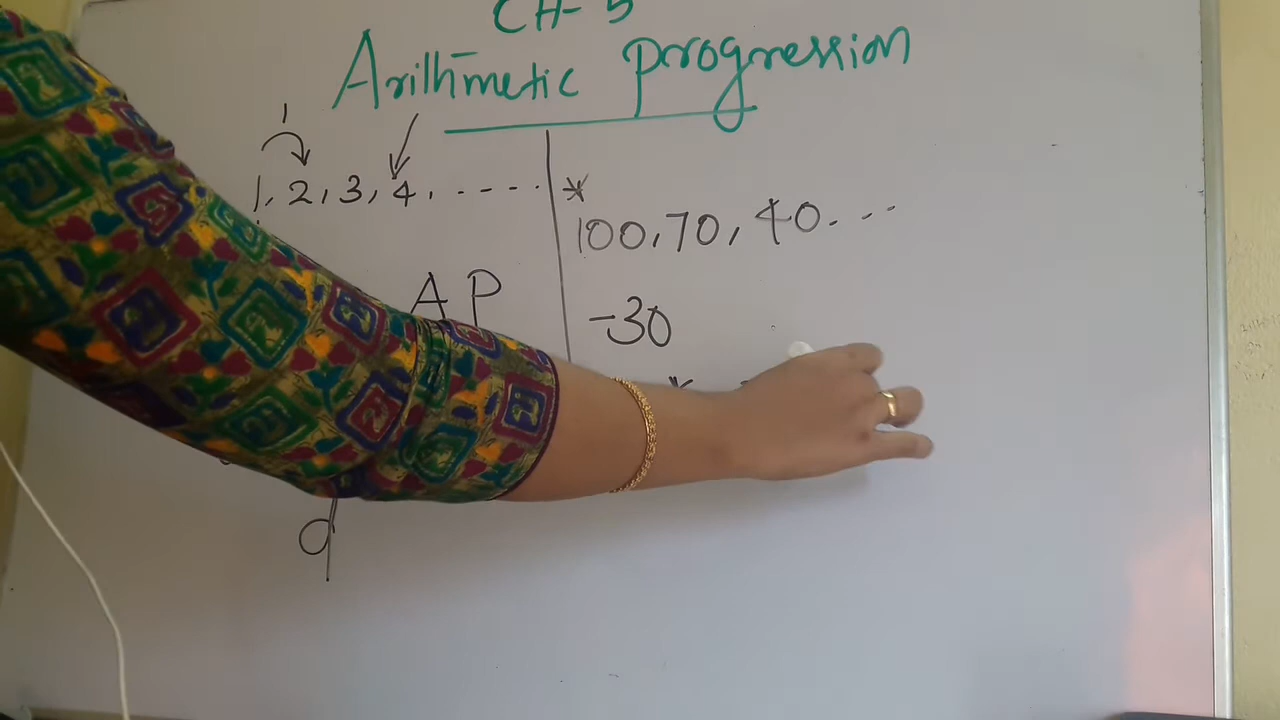 CH-5
Arithmetic progression
1
1, 2, 3, 4, - - - - .
AP
d
*
100, 70, 40. - -
-30
*